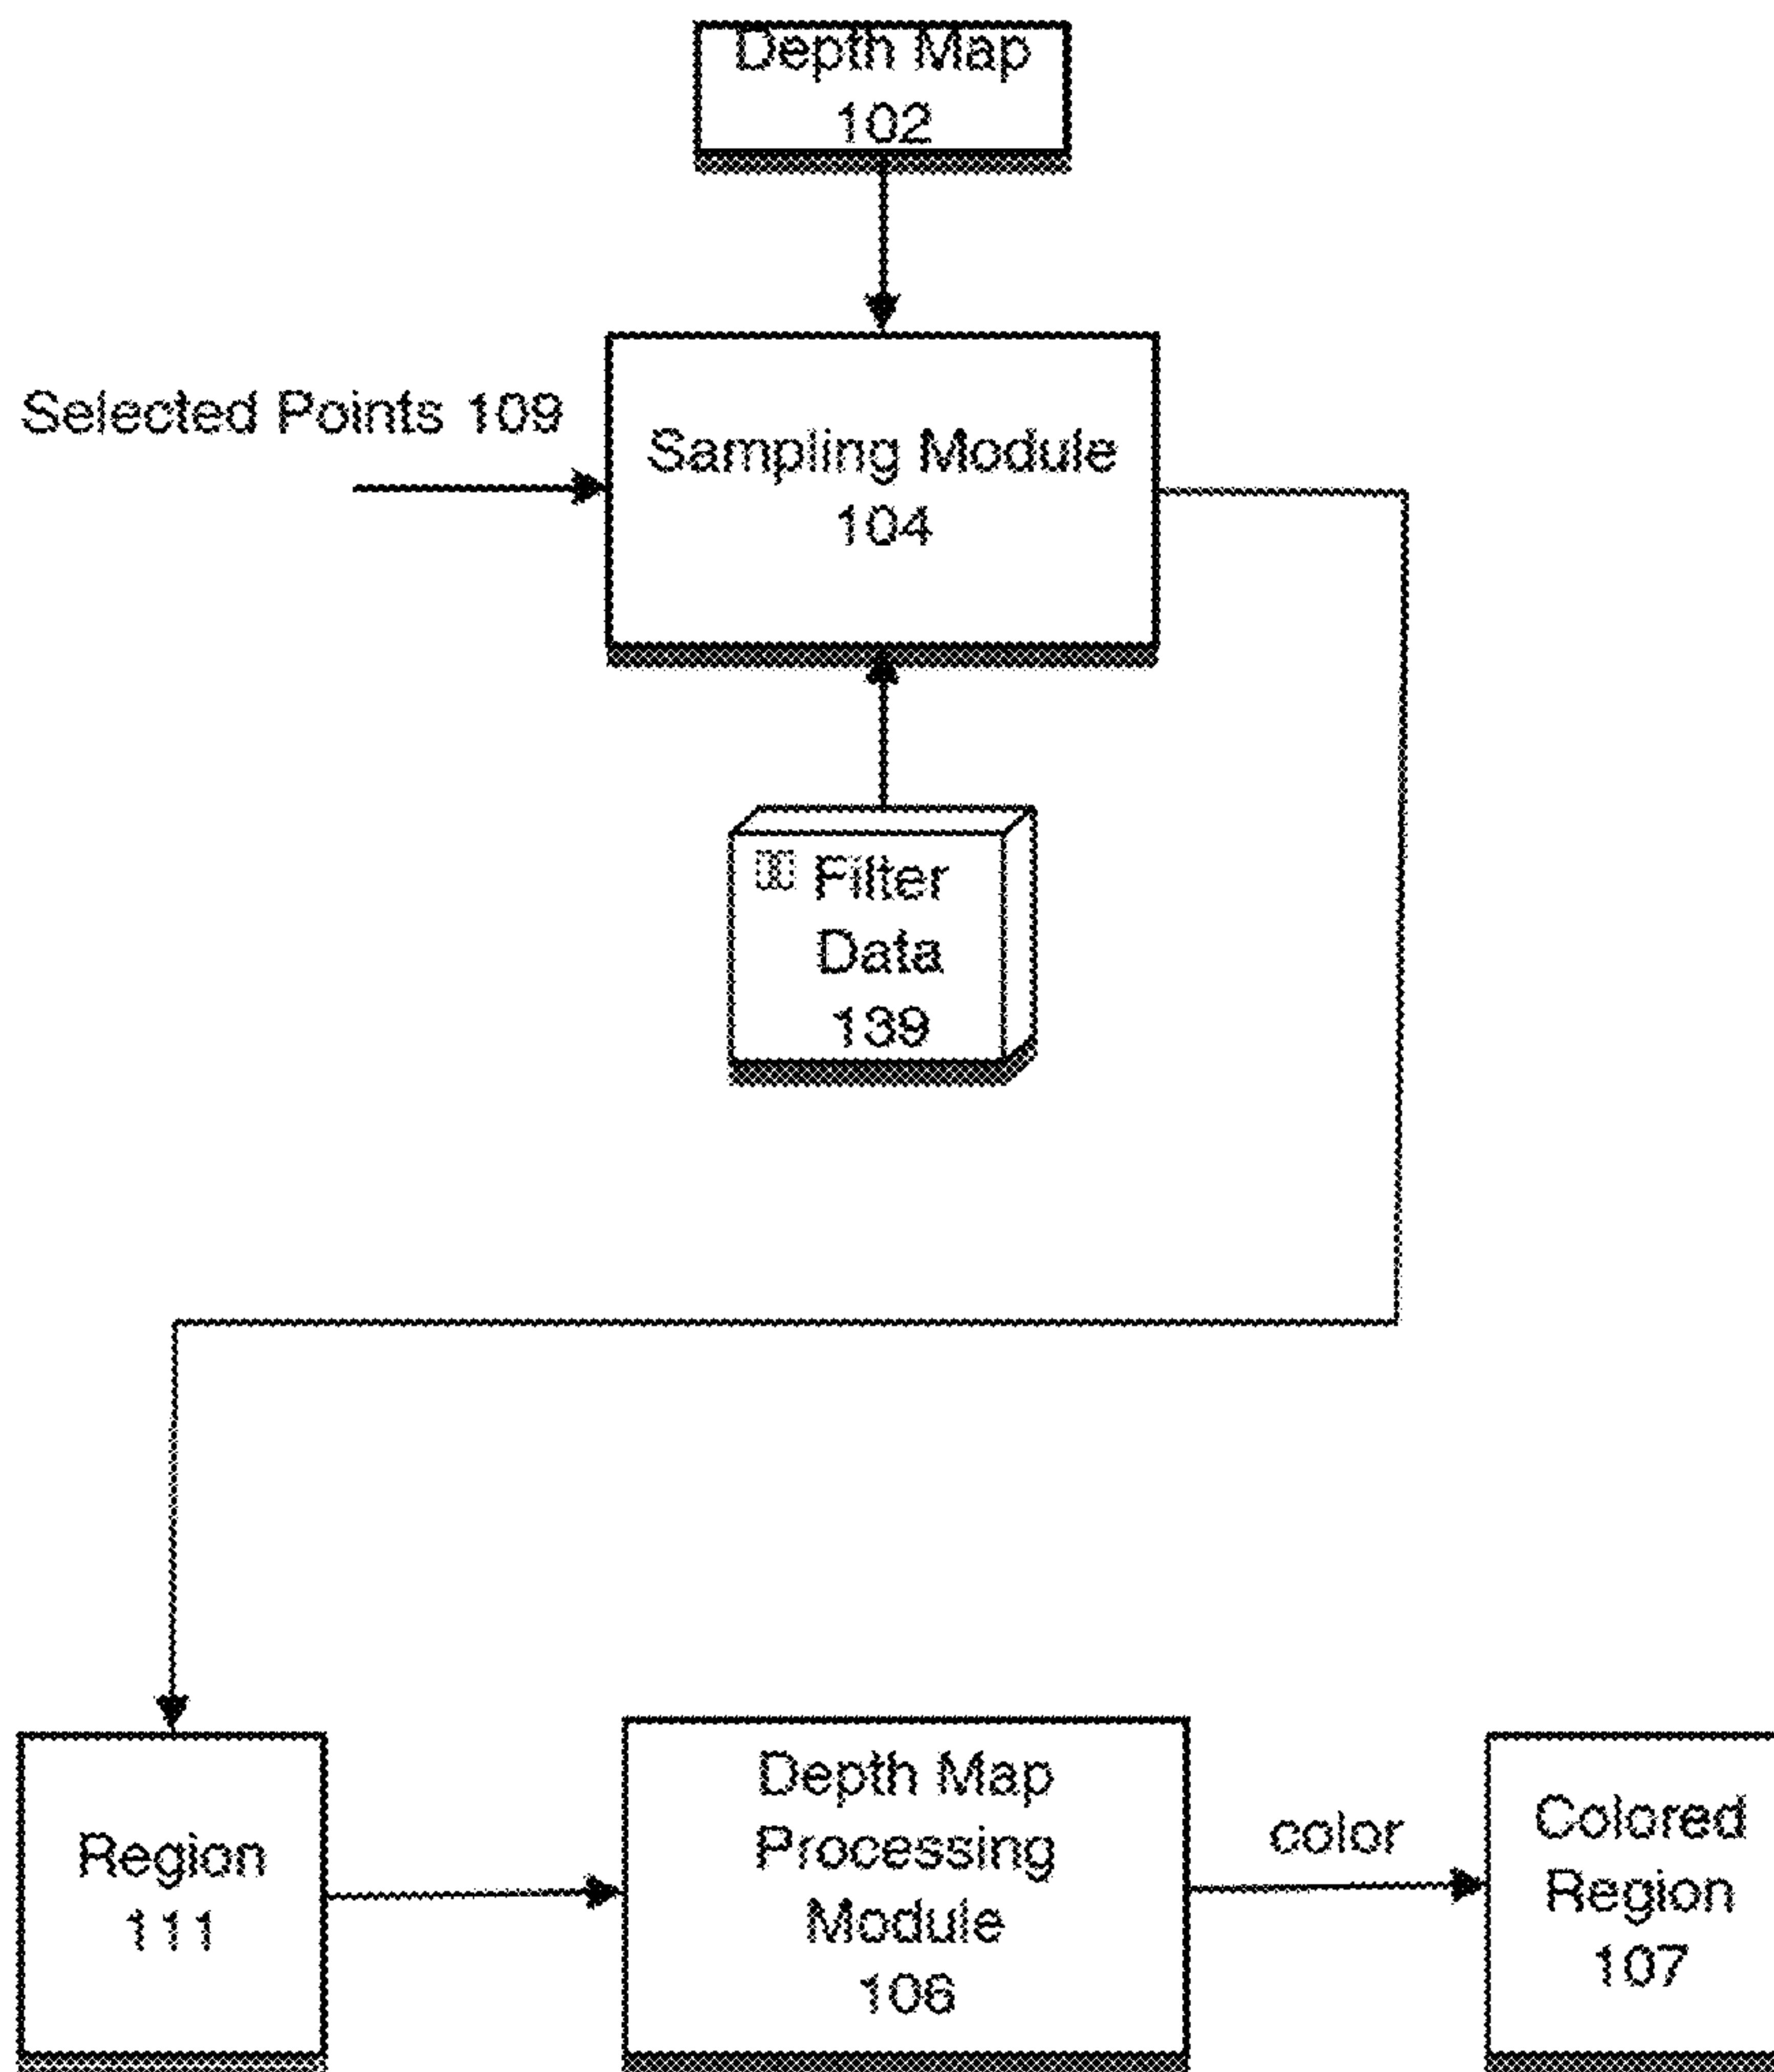 Depth Map
102
Selected Points 109
Sampling Module
104
Filter
Data
139
Region
111
Depth Map
Processing
Module
106
color
Colored
Region
107